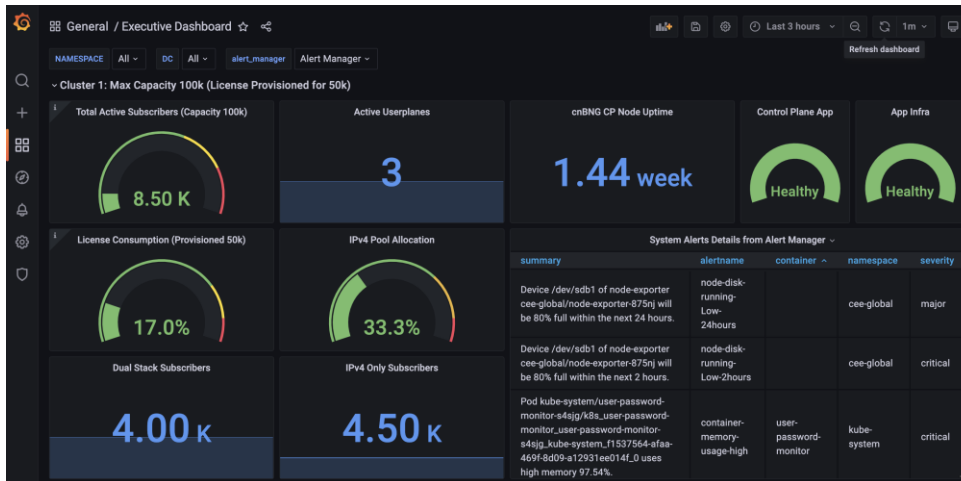 General / Executive Dashboard
Last 3 hours
1m
Refresh dashboard
NAMESPACE All DC All alert_manager Alert Manager
Cluster 1: Max Capacity 100k (License Provisioned for 50k)
Total Active Subscribers (Capacity 100k)
8.50 K
Active Userplanes
3
cnBNG CP Node Uptime
1.44 week
Control Plane App
Healthy
App Infra
Healthy
License Consumption (Provisioned 50k)
17.0%
IPv4 Pool Allocation
33.3%
Dual Stack Subscribers
4.00 K
IPv4 Only Subscribers
4.50 K
System Alerts Details from Alert Manager
summary alertname container namespace severity
Device /dev/sdb1 of node-exporter
cee-global/node-exporter-875nj will
be 80% full within the next 24 hours.
node-disk-
running-
Low-
24hours
cee-global
major
Device /dev/sdb1 of node-exporter
cee-global/node-exporter-875nj will
be 80% full within the next 2 hours.
node-disk-
running-
Low-2hours
cee-global
critical
Pod kube-system/user-password-
monitor-s4sjg/k8s_user-password-
monitor_user-password-monitor-
s4sjg_kube-system_f1537564-afaa-
469f-8d09-a12931ee014f_0 uses
high memory 97.54%.
container-
memory-
usage-high
user-
password-
monitor
kube-
system
critical